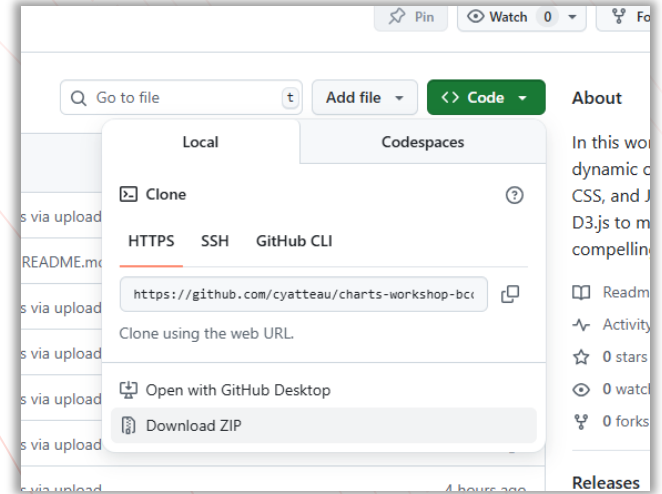 Pin Watch 0
Go to file t Add file Code About
Local Codespaces
In this
dynamic
Clone
CSS, and
D3.js to
HTTPS SSH GitHub CLI
s via upload
README.md
https://github.com/cyatteau/charts-workshop-bc
Readm
s via upload
Clone using the web URL.
Activity
s via upload
0 stars
s via upload
Open with GitHub Desktop
0 watc
s via upload
Download ZIP
0 forks
s via upload
4 hours ago
Releases